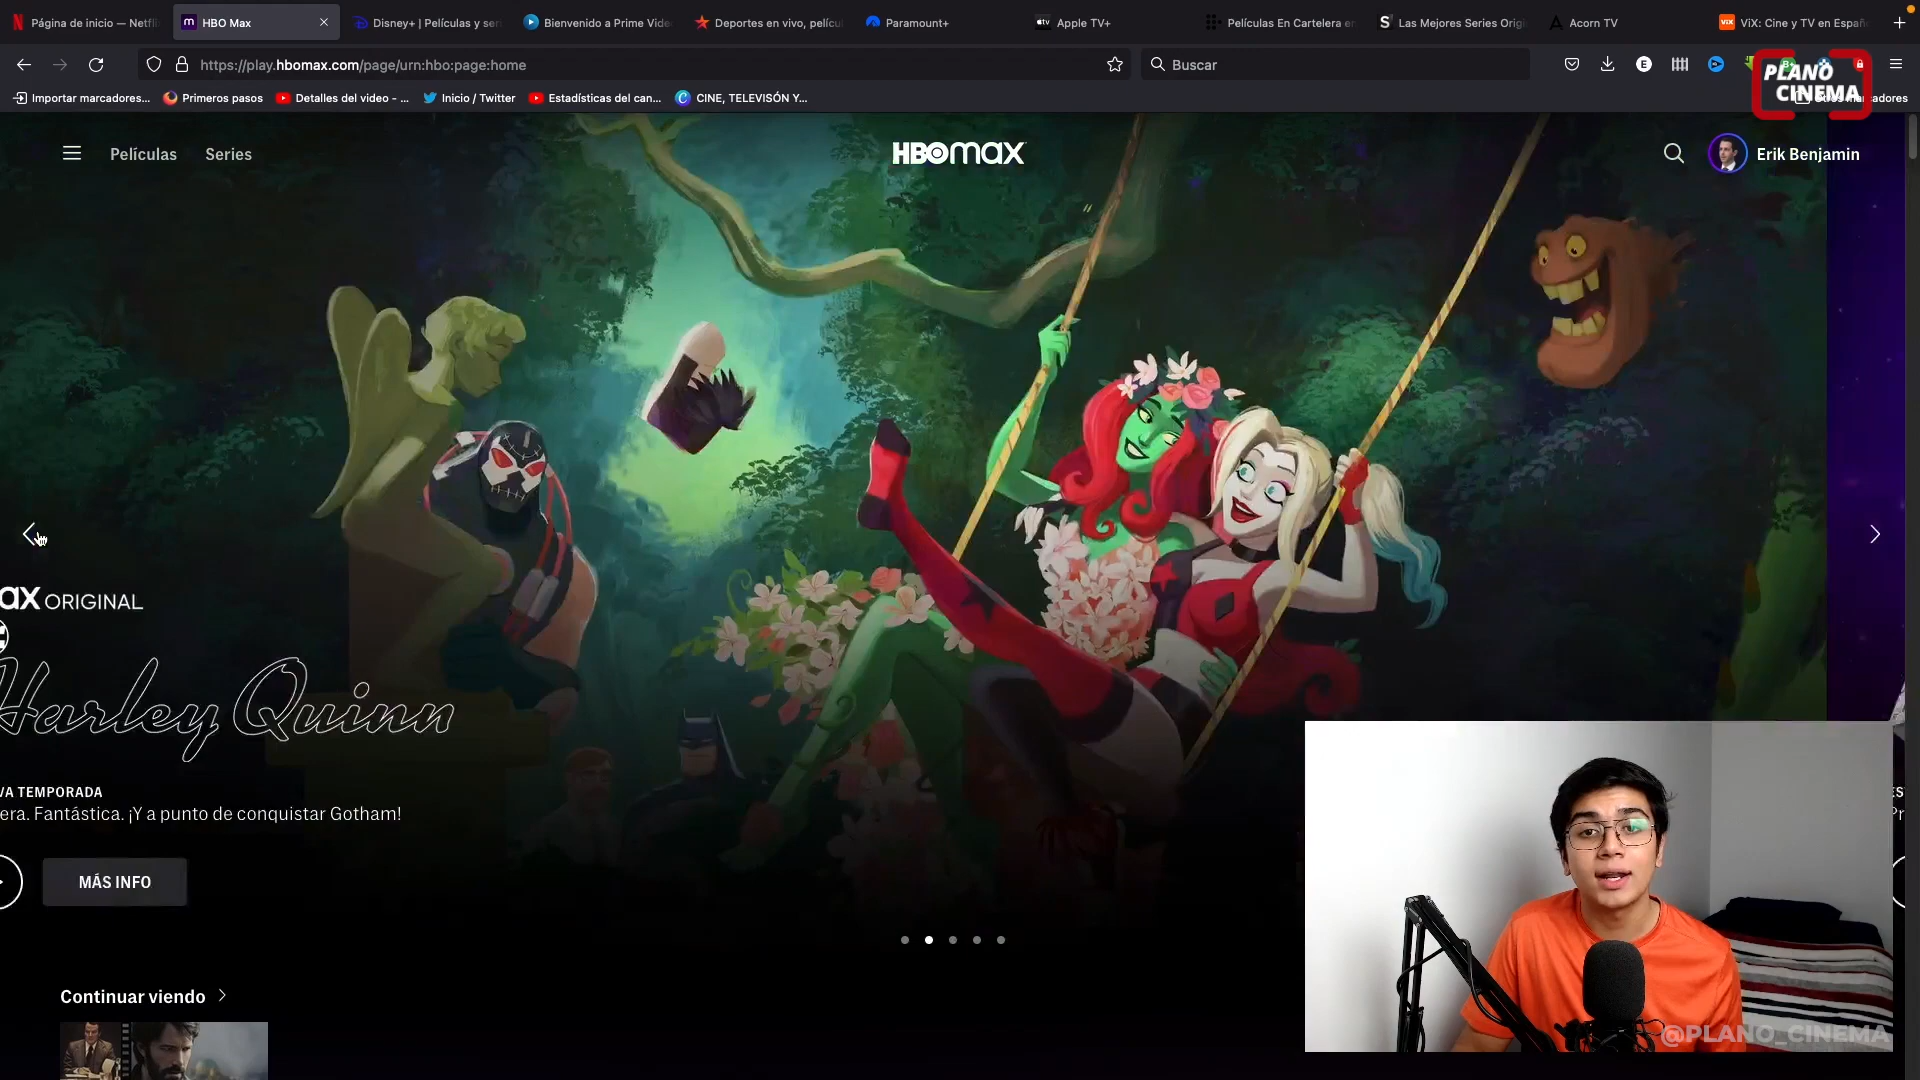 Página de inicio — Netfli
HBO Max
Disney+ | Películas y ser
Bienvenido a Prime Vide
Deportes en vivo, pelícu
Paramount+
Apple TV+
Películas En Cartelera e
Las Mejores Series Orig
Acorn TV
ViX: Cine y TV en Españ
https://play.hbomax.com/page/urn:hbo:page:home
Buscar
PLANO
CINEMA
Importar marcadores...
Primeros pasos
Detalles del video - ...
Inicio / Twitter
Estadísticas del can...
CINE, TELEVISÓN Y...
adores
Películas
Series
HBOmax
Erik Benjamin
ax ORIGINAL
Harley Quinn
VA TEMPORADA
era. Fantástica. ¡Y a punto de conquistar Gotham!
MÁS INFO
Continuar viendo
@PLANO_CINEMA